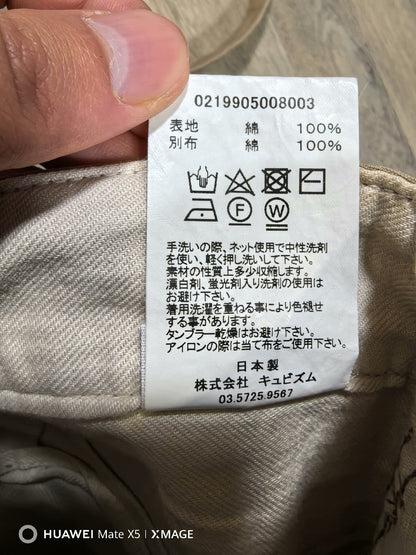 0219905008003
表地 綿 100%
別布 綿 100%
F W
手洗いの際、ネット使用で中性洗剤
を使い、軽く押し洗いして下さい。
素材の性質上多少収縮します。
漂白剤、蛍光剤入り洗剤の使用は
お避け下さい。
着用洗濯を重ねる事により色褪せ
する事があります。
タンブラー乾燥はお避け下さい。
アイロンの際は当て布をご使用下さい。
日本製
株式会社 キュビズム
03.5725.9567
HUAWEI Mate X5 | XMAGE